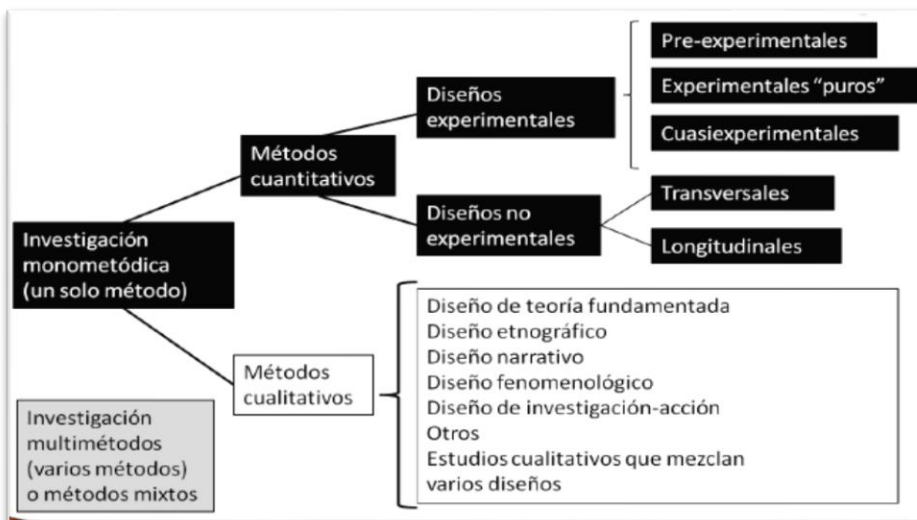 Pre-experimentales
Experimentales “puros”
Cuasiexperimentales
Diseños
experimentales
Métodos
cuantitativos
Transversales
Diseños no
experimentales
Longitudinales
Investigación
monometódica
(un solo método)
Métodos
cualitativos
Diseño de teoría fundamentada
Diseño etnográfico
Diseño narrativo
Diseño fenomenológico
Diseño de investigación-acción
Otros
Estudios cualitativos que mezclan
varios diseños
Investigación
multimétodos
(varios métodos)
o métodos mixtos